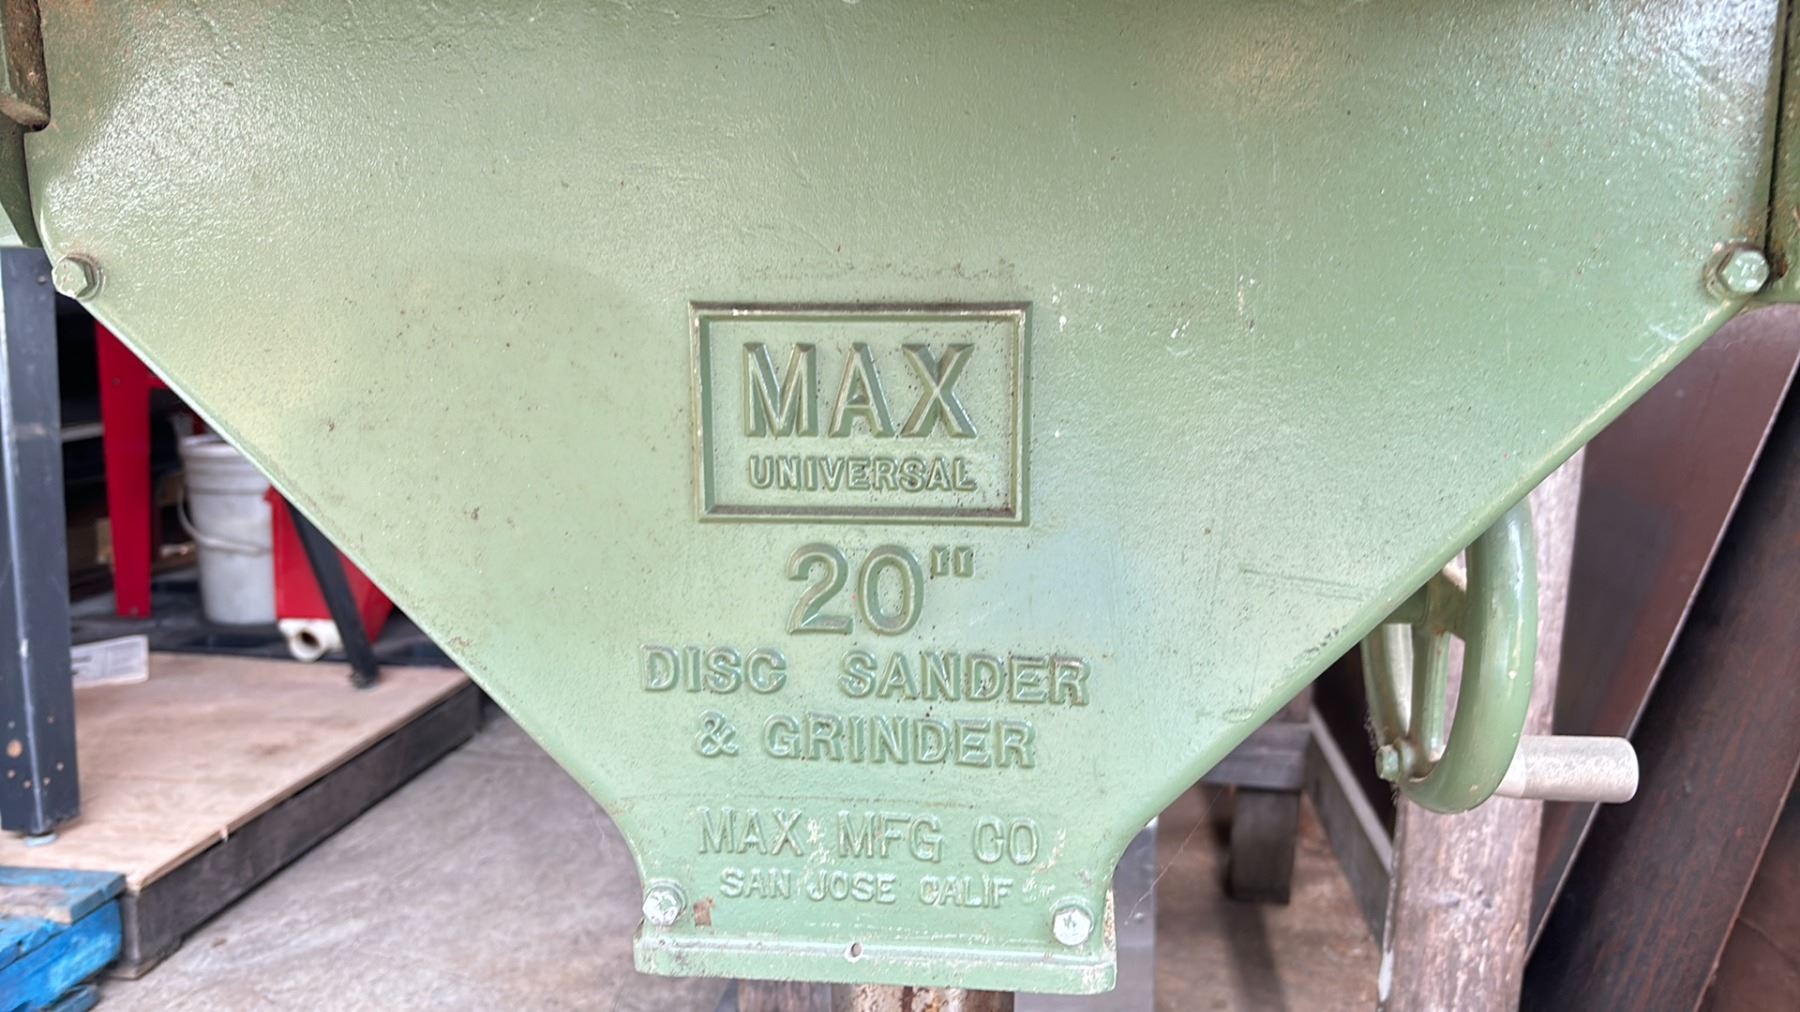 MAX
UNIVERSAL
20"
DISC SANDER
& GRINDER
MAX MFG CO
SAN JOSE CALIF